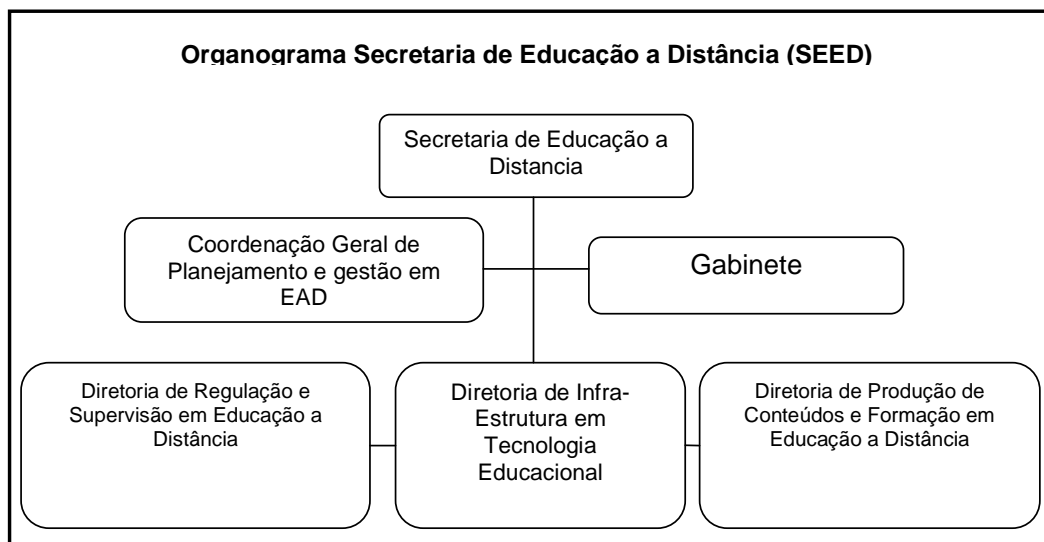 Organograma Secretaria de Educação a Distância (SEED)
Secretaria de Educação a
Distancia
Coordenação Geral de
Planejamento e gestão em
EAD
Gabinete
Diretoria de Regulação e
Supervisão em Educação a
Distância
Diretoria de Infra-
Estrutura em
Tecnologia
Educacional
Diretoria de Produção de
Conteúdos e Formação em
Educação a Distância